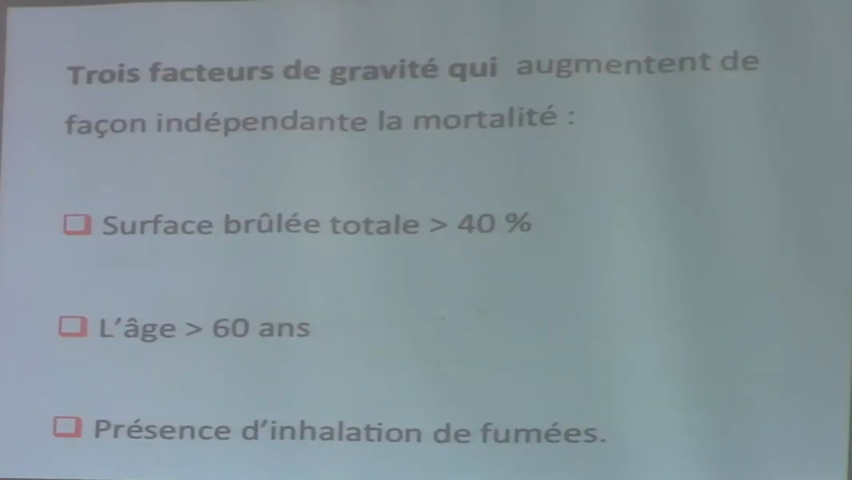 Trois facteurs de gravité qui augmentent de
façon indépendante la mortalité :
Surface brûlée totale > 40 %
L'âge > 60 ans
Présence d'inhalation de fumées.